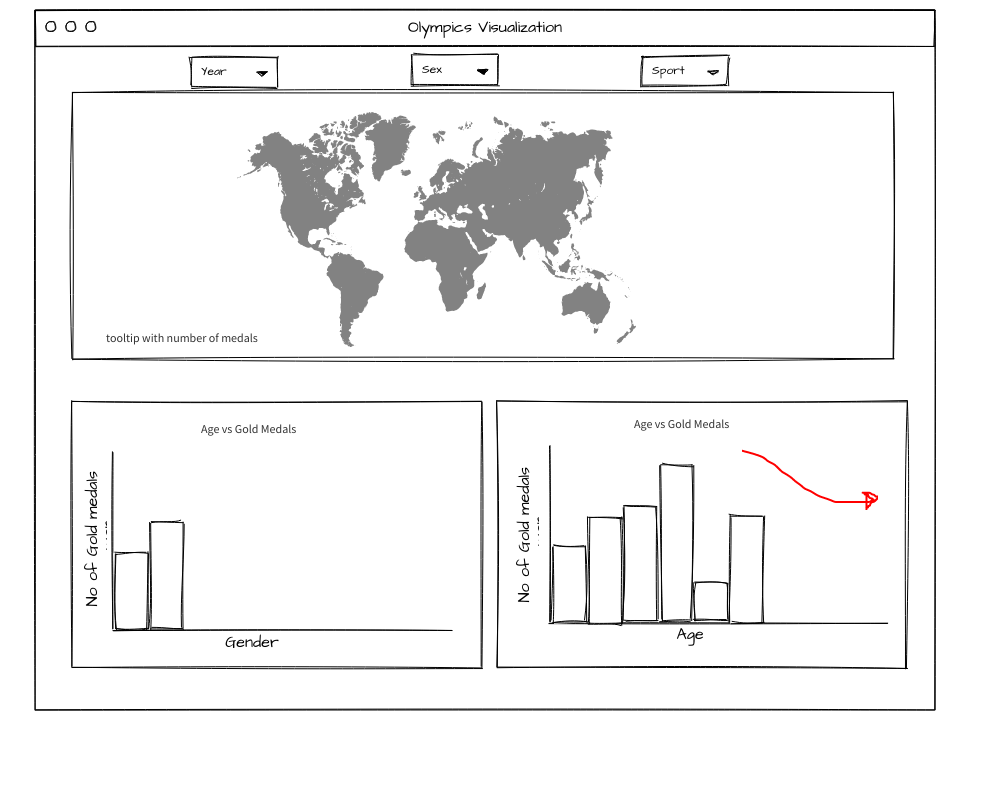 Olympics Visualization
Year
Sex
Sport
tooltip with number of medals
Age vs Gold Medals
No of Gold medals
Gender
Age vs Gold Medals
No of Gold medals
Age